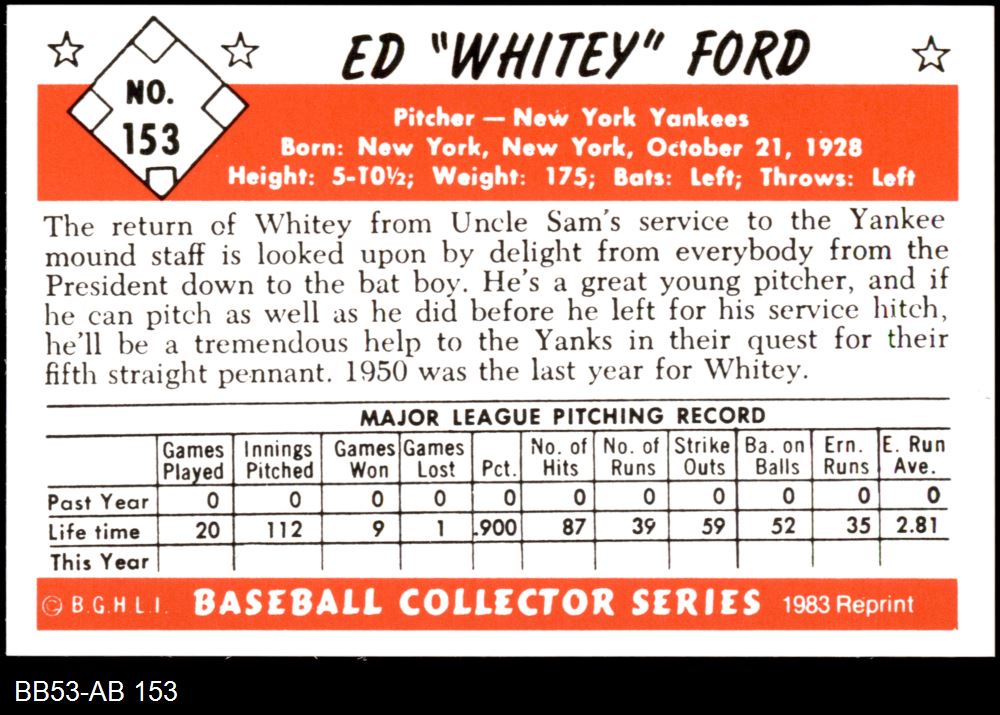 ED "WHITEY" FORD
NO.
153
Pitcher — New York Yankees
Born: New York, New York, October 21, 1928
Height: 5-T0½; Weight: 175; Bats: Left; Throws: Left
The return of Whitey from Uncle Sam's service to the Yankee
mound staff is looked upon by delight from everybody from the
President down to the bat boy. He's a great young pitcher, and if
he can pitch as well as he did before he left for his service hitch,
he'll be a tremendous help to the Yanks in their quest for their
fifth straight pennant. 1950 was the last year for Whitey.
MAJOR LEAGUE PITCHING RECORD
Games Innings Games Games No. of No. of Strike Ba. on Ern. E. Run
Played Pitched Won Lost Pct. Hits Runs Outs Balls Runs Ave.
Past Year 0 0 0 0 0 0 0 0 0 0 0
Life time 20 112 9 1 .900 87 39 59 52 35 2.81
This Year
© B.G.H L.I. BASEBALL COLLECTOR SERIES 1983 Reprint
BB53-AB 153